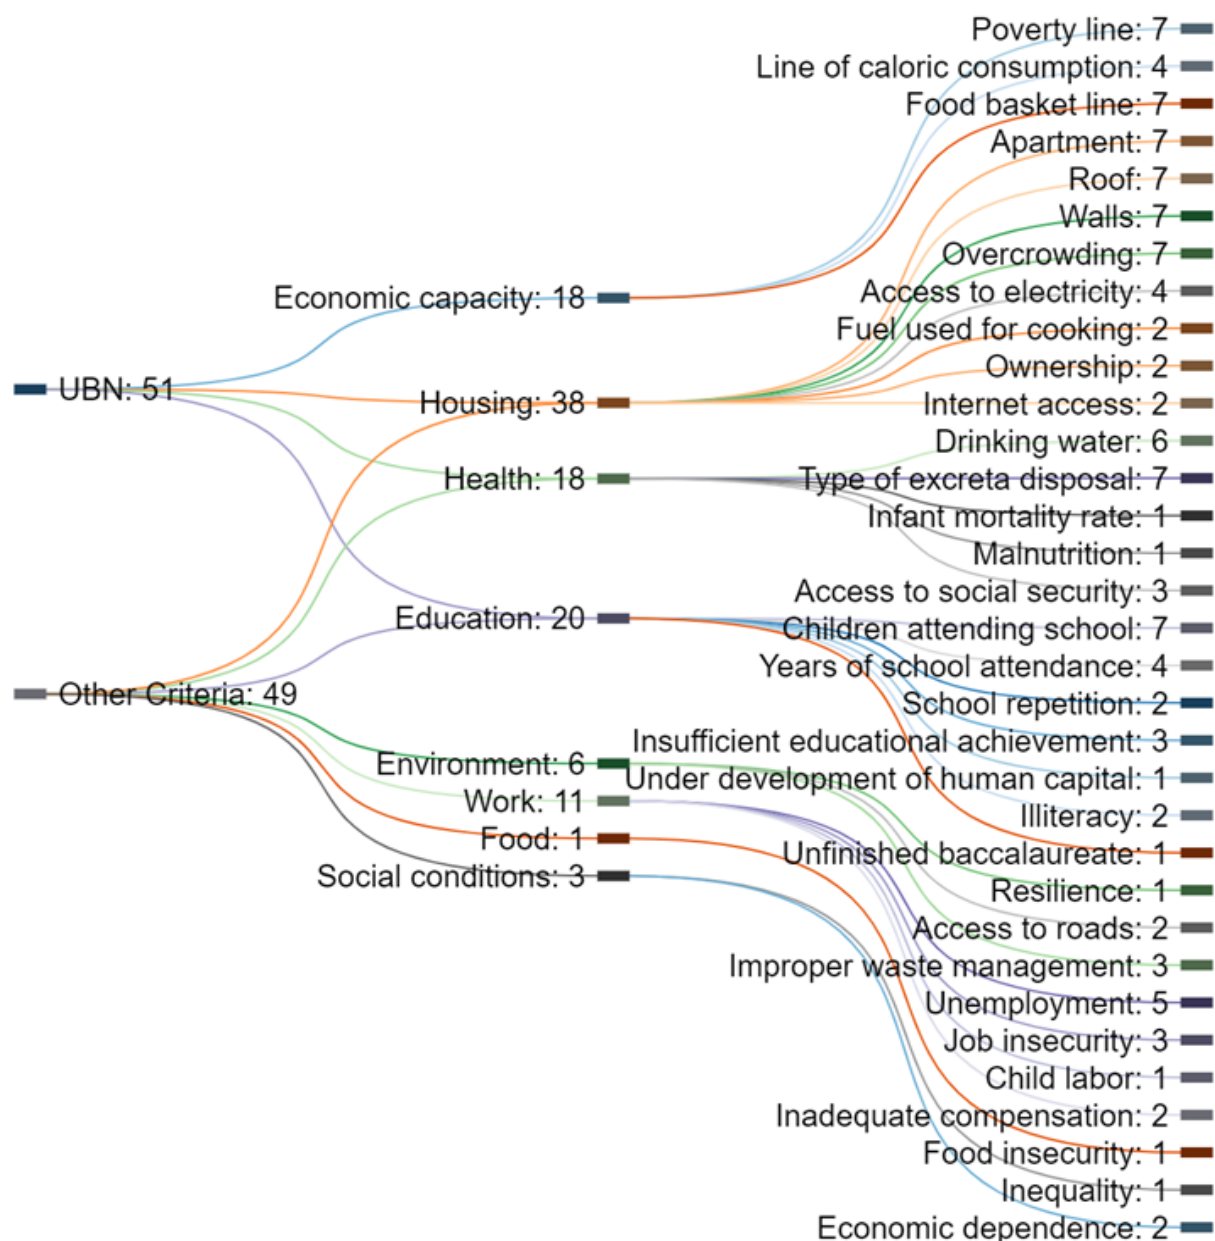 Poverty line: 7
Line of caloric consumption: 4
Food basket line: 7
Apartment: 7
Roof: 7
Walls: 7
Overcrowding: 7
Access to electricity: 4
Fuel used for cooking: 2
Ownership: 2
Internet access: 2
Drinking water: 6
Type of excreta disposal: 7
Infant mortality rate: 1
Malnutrition: 1
Access to social security: 3
Children attending school: 7
Years of school attendance: 4
School repetition: 2
Insufficient educational achievement: 3
Under development of human capital: 1
Illiteracy: 2
Unfinished baccalaureate: 1
Resilience: 1
Access to roads: 2
Improper waste management: 3
Unemployment: 5
Job insecurity: 3
Child labor: 1
Inadequate compensation: 2
Food insecurity: 1
Inequality: 1
Economic dependence: 2
Economic capacity: 18
Housing: 38
Health: 18
Education: 20
Environment: 6
Work: 11
Food: 1
Social conditions: 3
UBN: 51
Other Criteria: 49